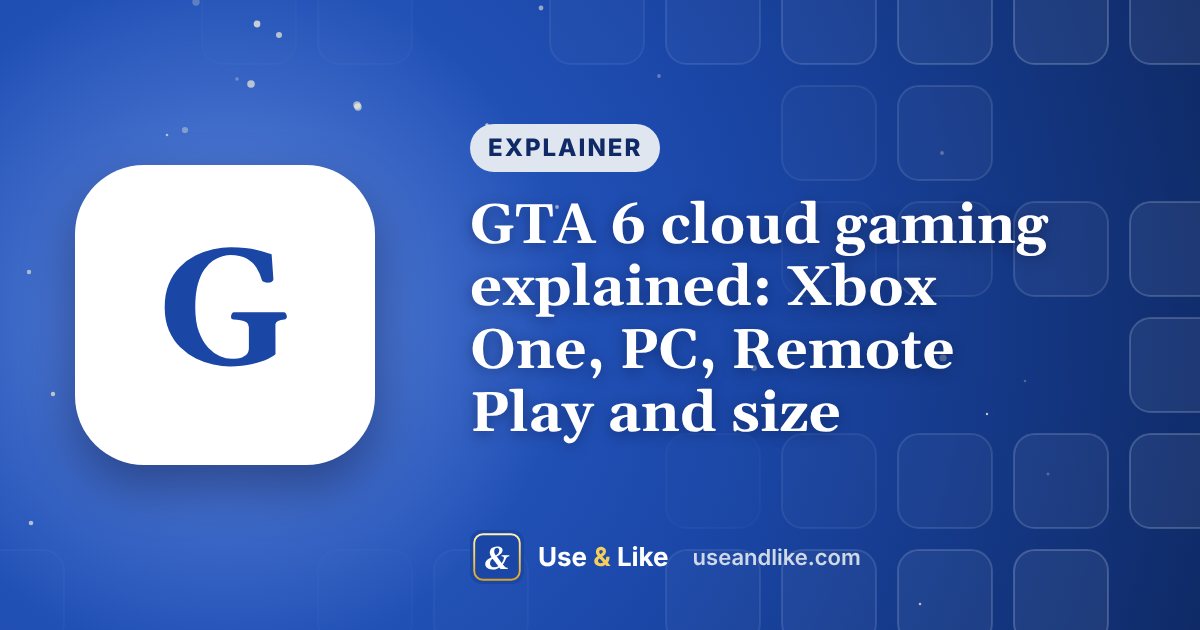 G
EXPLAINER
GTA 6 cloud gaming
explained: Xbox
One, PC, Remote
Play and size
& Use & Like useandlike.com